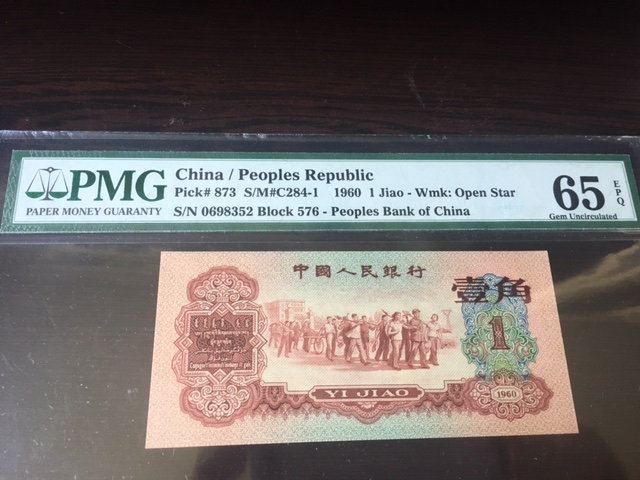 PMG
PAPER MONEY GUARANTY
China / Peoples Republic
Pick# 873 S/M#C284-1 1960 1 Jiao - Wmk: Open Star
S/N 0698352 Block 576 - Peoples Bank of China
65 EPQ
Gem Uncirculated
中國人民銀行
壹角
1
YI JIAO
1960